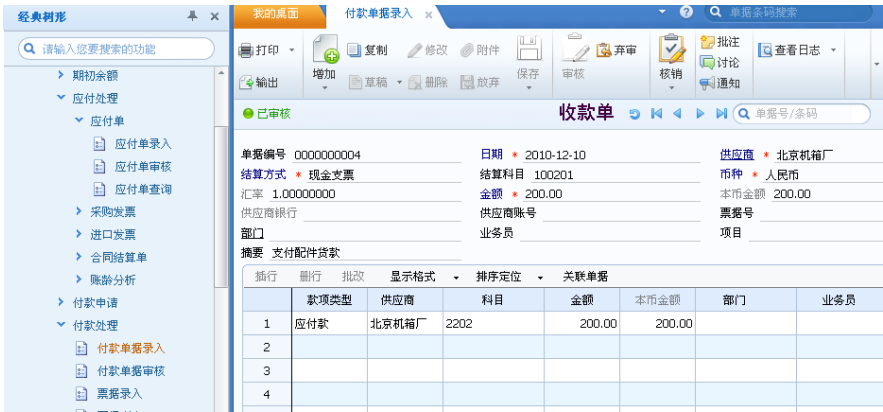 经典树形
我的桌面
付款单据录入
单据条码搜索
请输入您要搜索的功能
期初余额
应付处理
应付单
应付单录入
应付单审核
应付单查询
采购发票
进口发票
合同结算单
账龄分析
付款申请
付款处理
付款单据录入
付款单据审核
票据录入
打印
输出
增加
复制
修改
附件
草稿
删除
放弃
保存
审核
弃审
核销
批注
讨论
通知
查看日志
已审核
收款单
单据号/条码
单据编号 0000000004
日期 * 2010-12-10
供应商 * 北京机箱厂
结算方式 * 现金支票
结算科目 100201
币种 * 人民币
汇率 1.00000000
金额 * 200.00
本币金额 200.00
供应商银行
供应商账号
票据号
部门
业务员
项目
摘要 支付配件货款
插行 删行 批改 显示格式 排序定位 关联单据
款项类型 供应商 科目 金额 本币金额 部门 业务员
1 应付款 北京机箱厂 2202 200.00 200.00
2
3
4